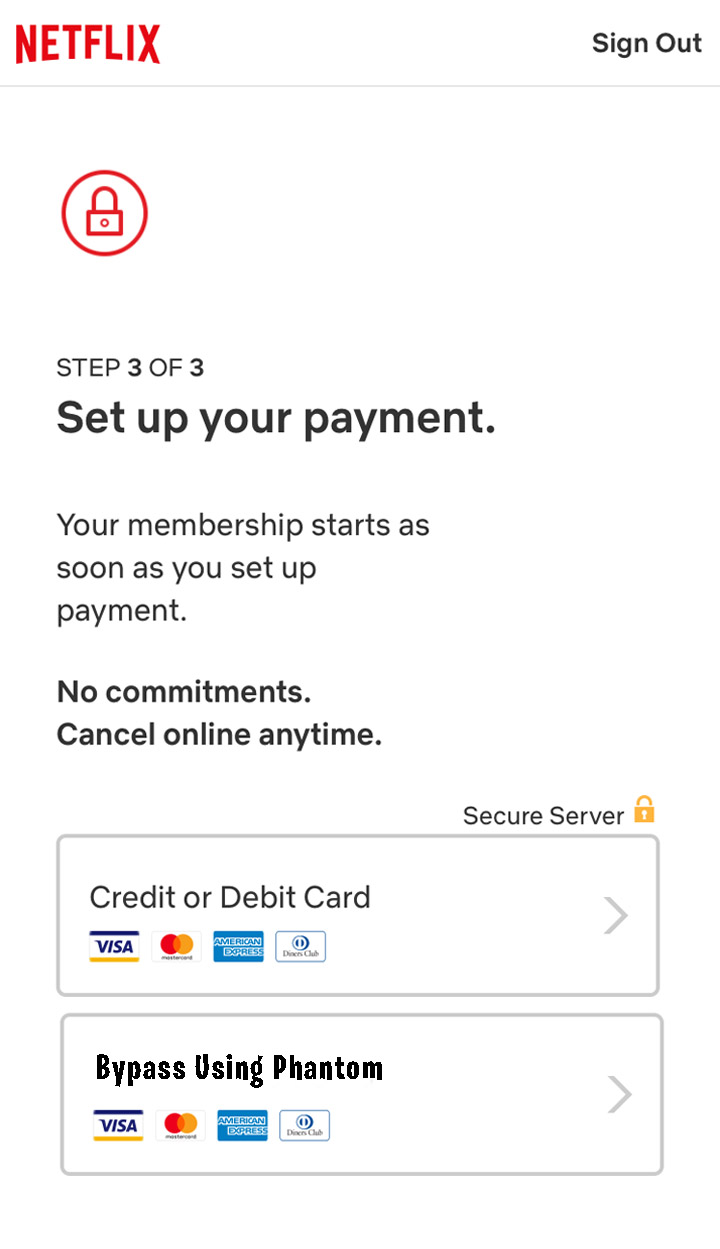 NETFLIX
Sign Out
STEP 3 OF 3
Set up your payment.
Your membership starts as
soon as you set up
payment.
No commitments.
Cancel online anytime.
Secure Server
Credit or Debit Card
VISA mastercard AMERICAN EXPRESS Diners Club
Bypass Using Phantom
VISA mastercard AMERICAN EXPRESS Diners Club